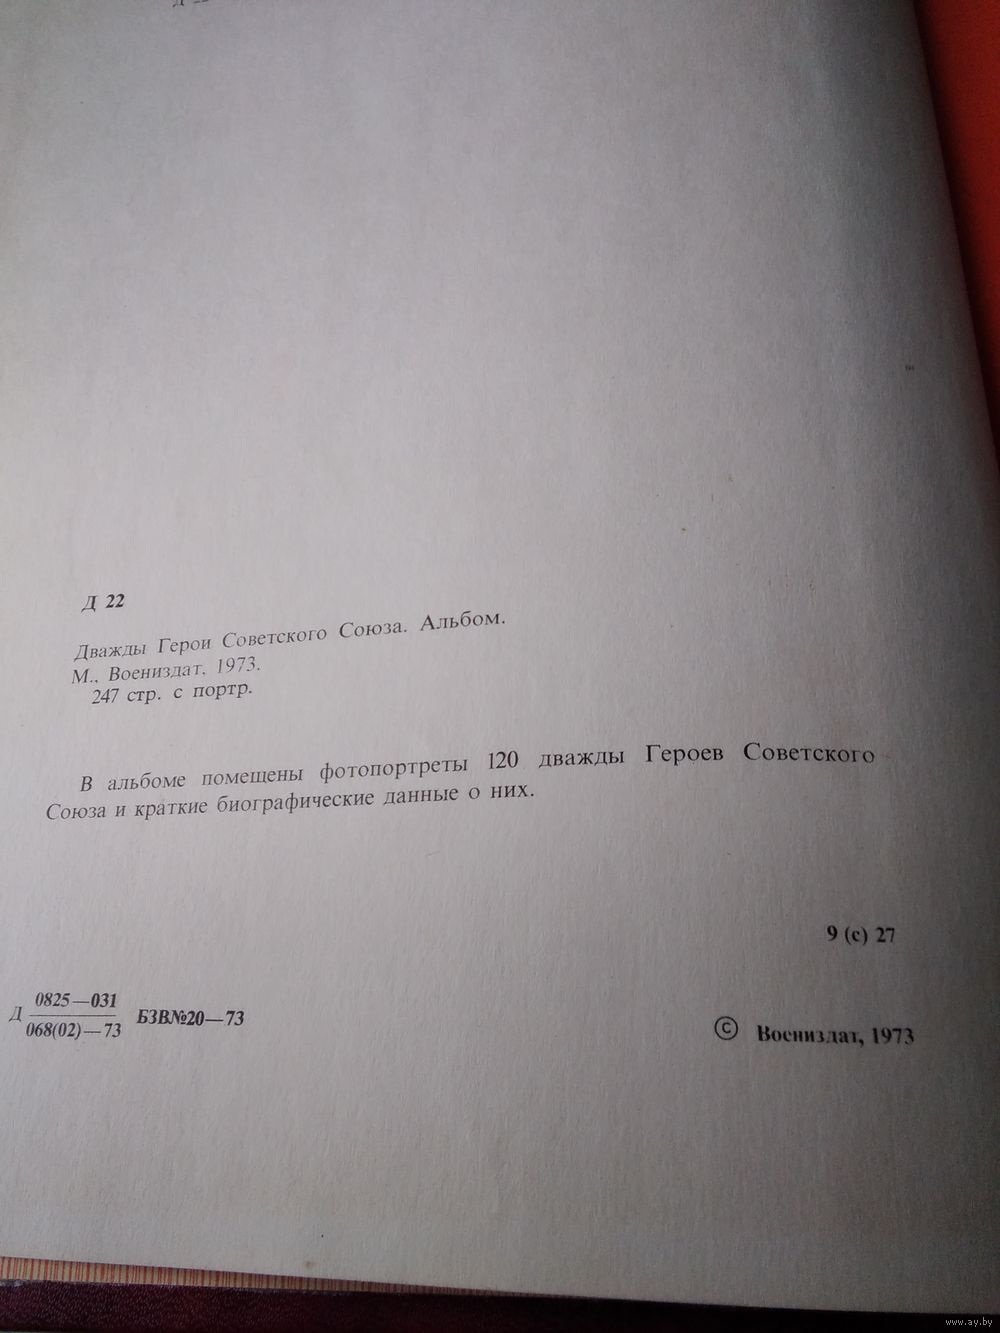 Д 22
Дважды Герои Советского Союза. Альбом.
М., Воениздат, 1973.
247 стр. с портр.
В альбоме помещены фотопортреты 120 дважды Героев Советского
Союза и краткие биографические данные о них.
9 (с) 27
Д 0825—031
068(02)—73 БЗВ№20—73
© Воениздат, 1973
www.ay.by